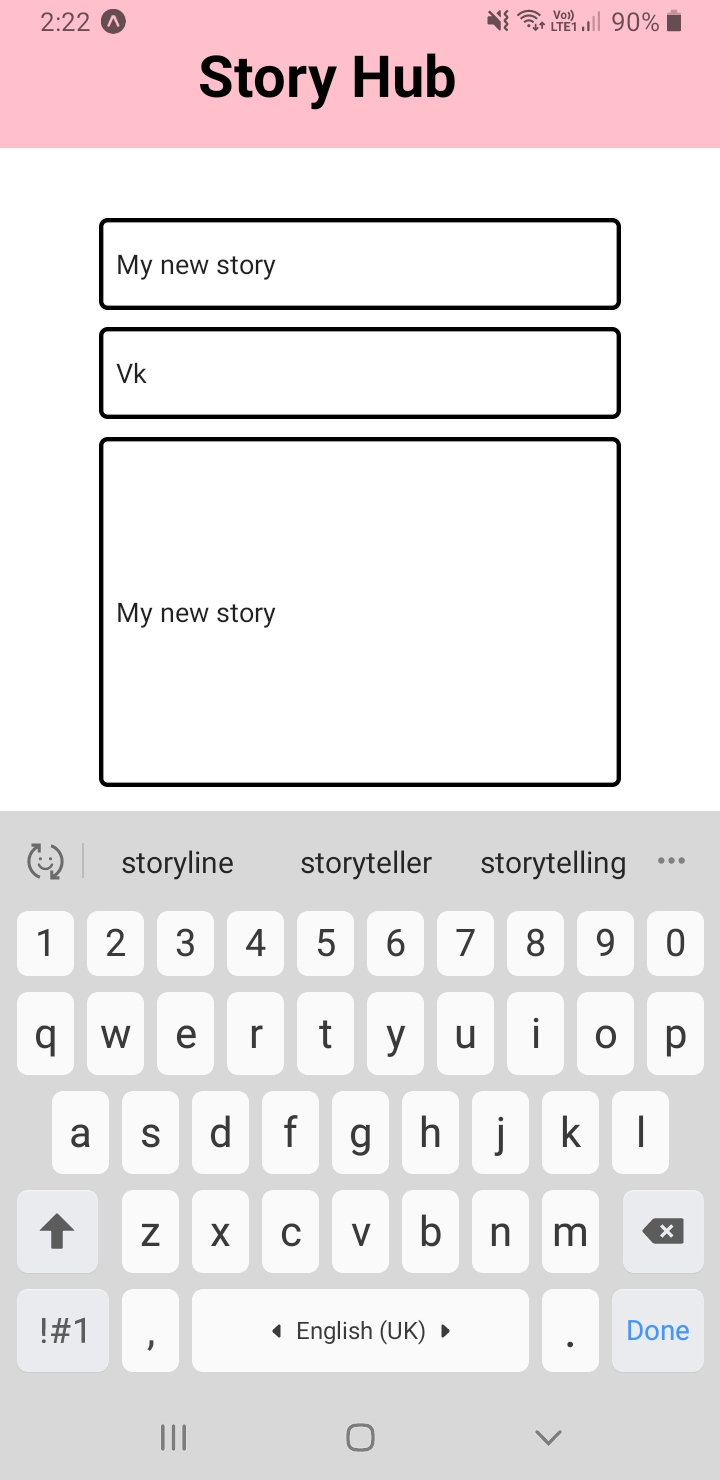 2:22
Vo)) LTE1 90%
Story Hub
My new story
Vk
My new story
storyline storyteller storytelling •••
1 2 3 4 5 6 7 8 9 0
q w e r t y u i o p
a s d f g h j k l
z x c v b n m
!#1 , English (UK) . Done